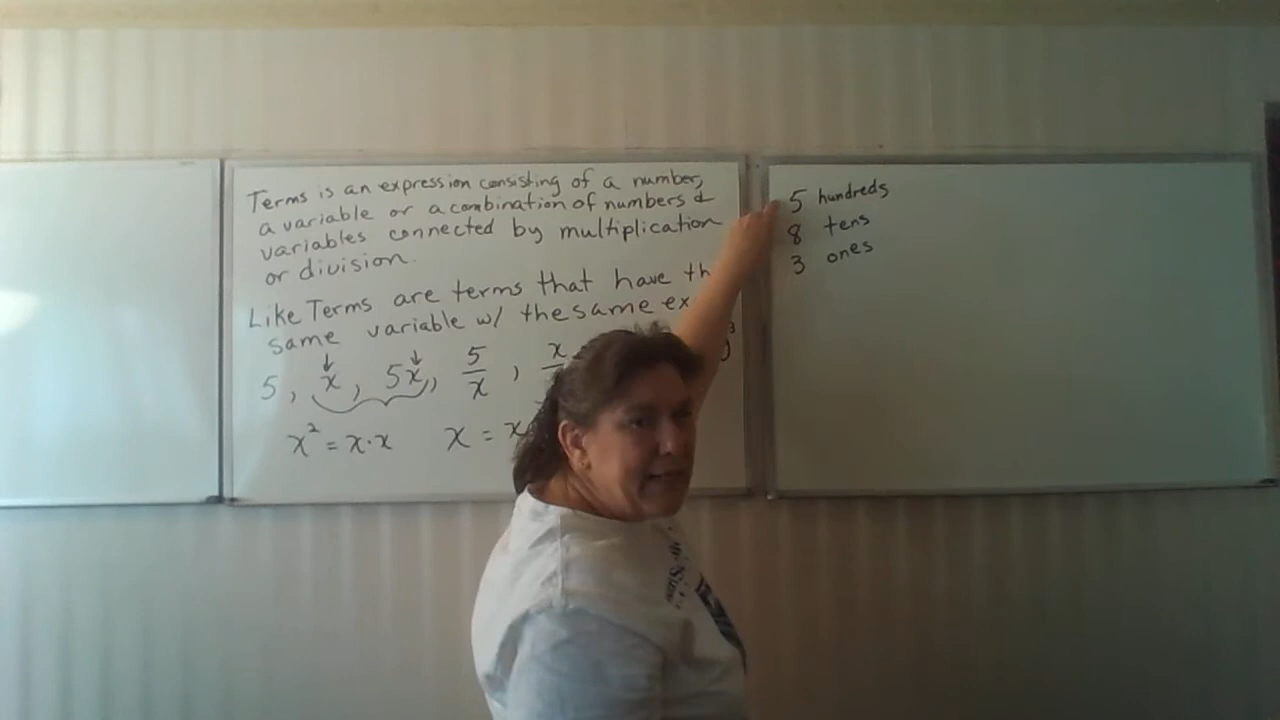 Terms is an expression consisting of a number,
a variable or a combination of numbers &
variables connected by multiplication
or division.
Like Terms are terms that have th
same variable w/ the same ex
5, x, 5x, 5/x, x
x² = x·x x = x
5 hundreds
8 tens
3 ones